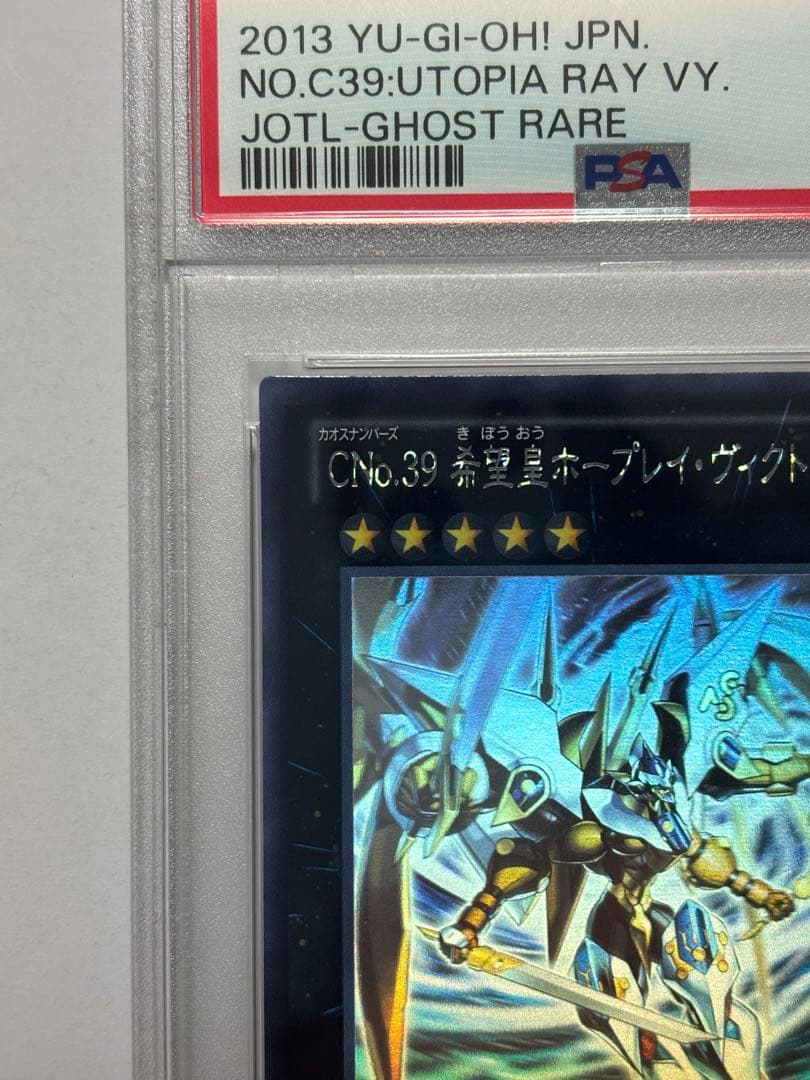 2013 YU-GI-OH! JPN.
NO.C39:UTOPIA RAY VY.
JOTL-GHOST RARE
PSA
カオスナンバーズ きぼうおう
CNo.39 希望皇ホープレイ・ヴィクト
39